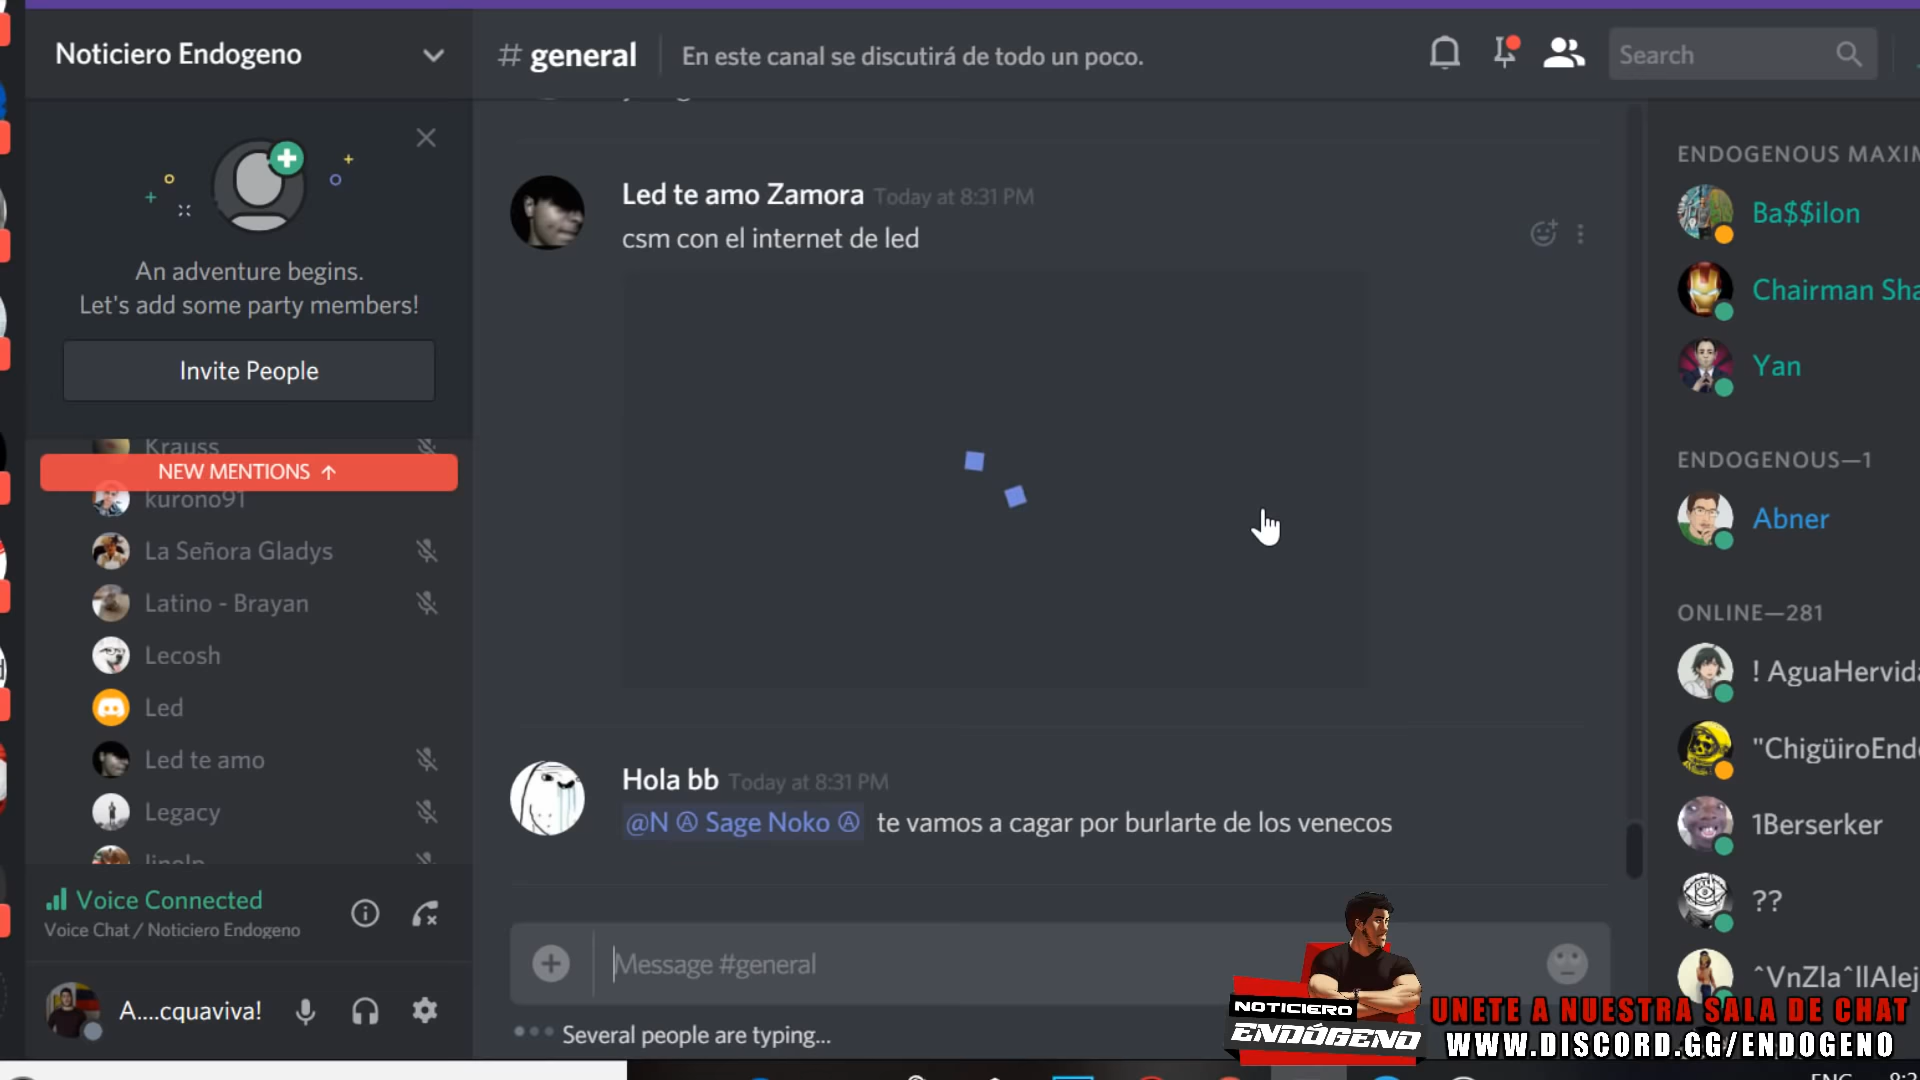 Noticiero Endogeno
# general
En este canal se discutirá de todo un poco.
Search
An adventure begins.
Let's add some party members!
Invite People
Krauss
NEW MENTIONS ↑
kurono91
La Señora Gladys
Latino - Brayan
Lecosh
Led
Led te amo
Legacy
Voice Connected
Voice Chat / Noticiero Endogeno
A....cquaviva!
Led te amo Zamora Today at 8:31 PM
csm con el internet de led
Hola bb Today at 8:31 PM
@N Ⓐ Sage Noko Ⓐ te vamos a cagar por burlarte de los venecos
Message #general
Several people are typing...
ENDOGENOUS MAXIM
Ba$$ilon
Chairman Sha
Yan
ENDOGENOUS—1
Abner
ONLINE—281
! AguaHervida
"ChigüiroEndo
1Berserker
??
^VnZla^llAlej
NOTICIERO
ENDÓGENO
UNETE A NUESTRA SALA DE CHAT
WWW.DISCORD.GG/ENDOGENO